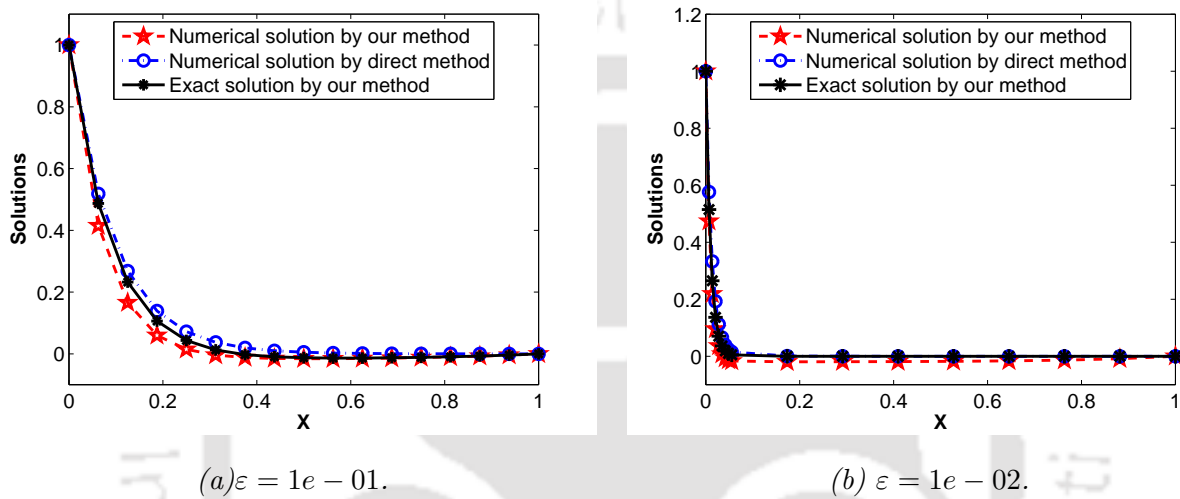 Numerical solution by our method
Numerical solution by direct method
Exact solution by our method
1
0.8
0.6
0.4
0.2
0
Solutions
0 0.2 0.4 0.6 0.8 1
X
(a)ε = 1e − 01.
1.2
Numerical solution by our method
Numerical solution by direct method
Exact solution by our method
1
0.8
0.6
0.4
0.2
0
Solutions
0 0.2 0.4 0.6 0.8 1
X
(b) ε = 1e − 02.